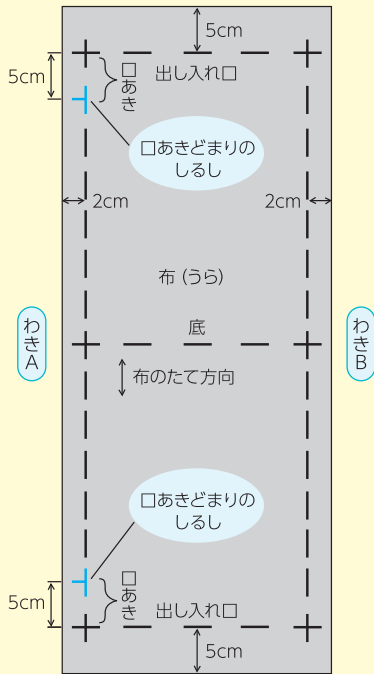 5cm
5cm
出し入れ口
口あき
口あきどまりの
しるし
2cm
2cm
布（うら）
わきA
底
わきB
布のたて方向
口あきどまりの
しるし
5cm
口あき
出し入れ口
5cm